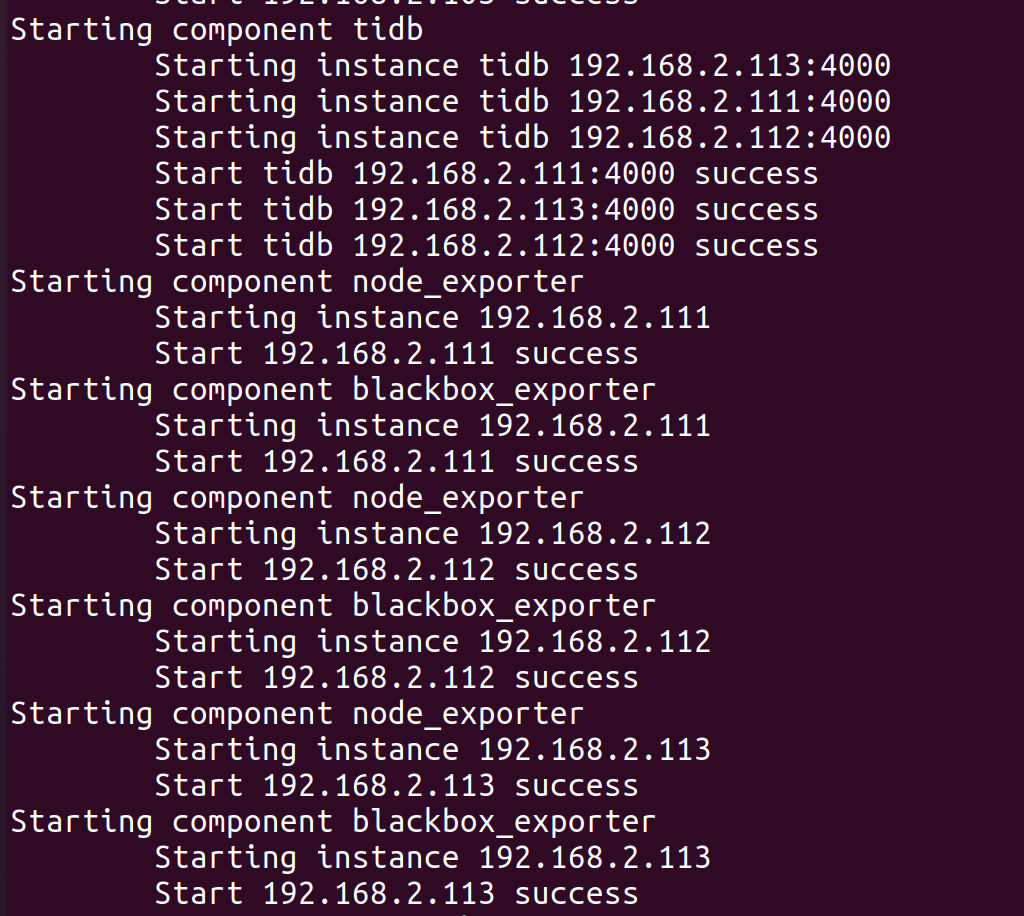 Starting component tidb
Starting instance tidb 192.168.2.113:4000
Starting instance tidb 192.168.2.111:4000
Starting instance tidb 192.168.2.112:4000
Start tidb 192.168.2.111:4000 success
Start tidb 192.168.2.113:4000 success
Start tidb 192.168.2.112:4000 success
Starting component node_exporter
Starting instance 192.168.2.111
Start 192.168.2.111 success
Starting component blackbox_exporter
Starting instance 192.168.2.111
Start 192.168.2.111 success
Starting component node_exporter
Starting instance 192.168.2.112
Start 192.168.2.112 success
Starting component blackbox_exporter
Starting instance 192.168.2.112
Start 192.168.2.112 success
Starting component node_exporter
Starting instance 192.168.2.113
Start 192.168.2.113 success
Starting component blackbox_exporter
Starting instance 192.168.2.113
Start 192.168.2.113 success